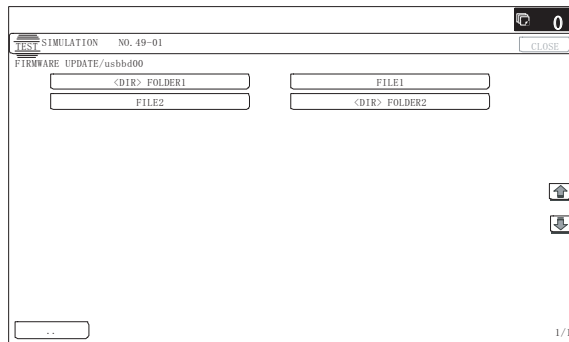 0
TEST SIMULATION NO. 49-01
CLOSE
FIRMWARE UPDATE/usbbd00
<DIR> FOLDER1 FILE1
FILE2 <DIR> FOLDER2
.. 1/1